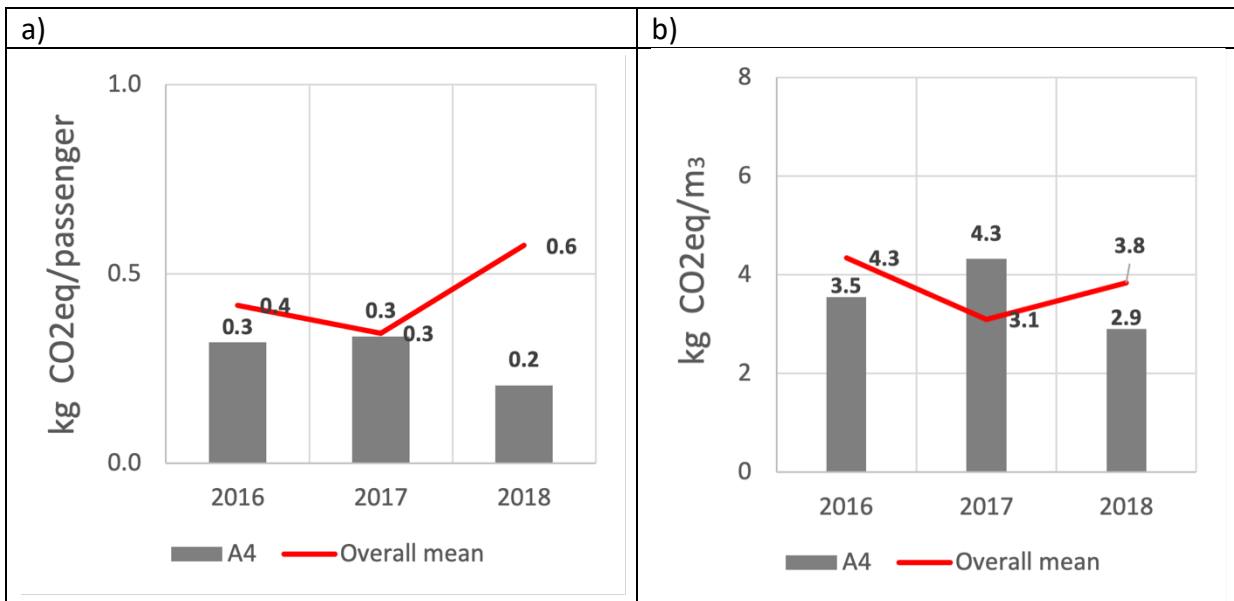 a)
b)
kg CO2eq/passenger
1.0
0.5
0.0
0.4
0.3
0.3
0.3
0.6
0.2
2016 2017 2018
A4 Overall mean
kg CO2eq/m3
8
6
4
2
0
4.3
3.5
4.3
3.1
3.8
2.9
2016 2017 2018
A4 Overall mean